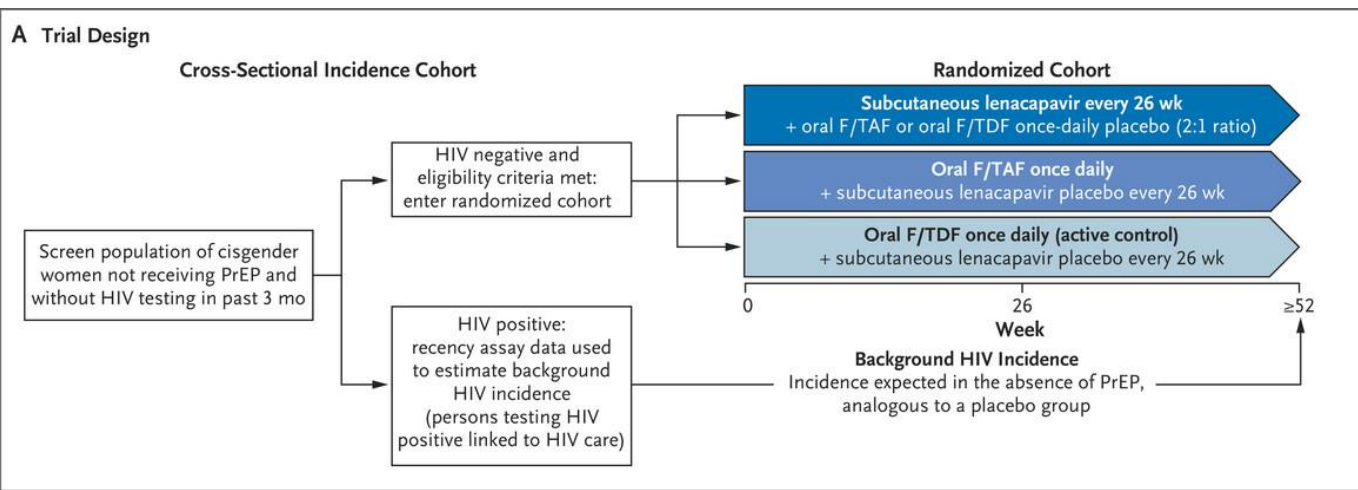 A Trial Design
Cross-Sectional Incidence Cohort
Randomized Cohort
Screen population of cisgender
women not receiving PrEP and
without HIV testing in past 3 mo
HIV negative and
eligibility criteria met:
enter randomized cohort
HIV positive:
recency assay data used
to estimate background
HIV incidence
(persons testing HIV
positive linked to HIV care)
Subcutaneous lenacapavir every 26 wk
+ oral F/TAF or oral F/TDF once-daily placebo (2:1 ratio)
Oral F/TAF once daily
+ subcutaneous lenacapavir placebo every 26 wk
Oral F/TDF once daily (active control)
+ subcutaneous lenacapavir placebo every 26 wk
0 26 ≥52
Week
Background HIV Incidence
Incidence expected in the absence of PrEP,
analogous to a placebo group